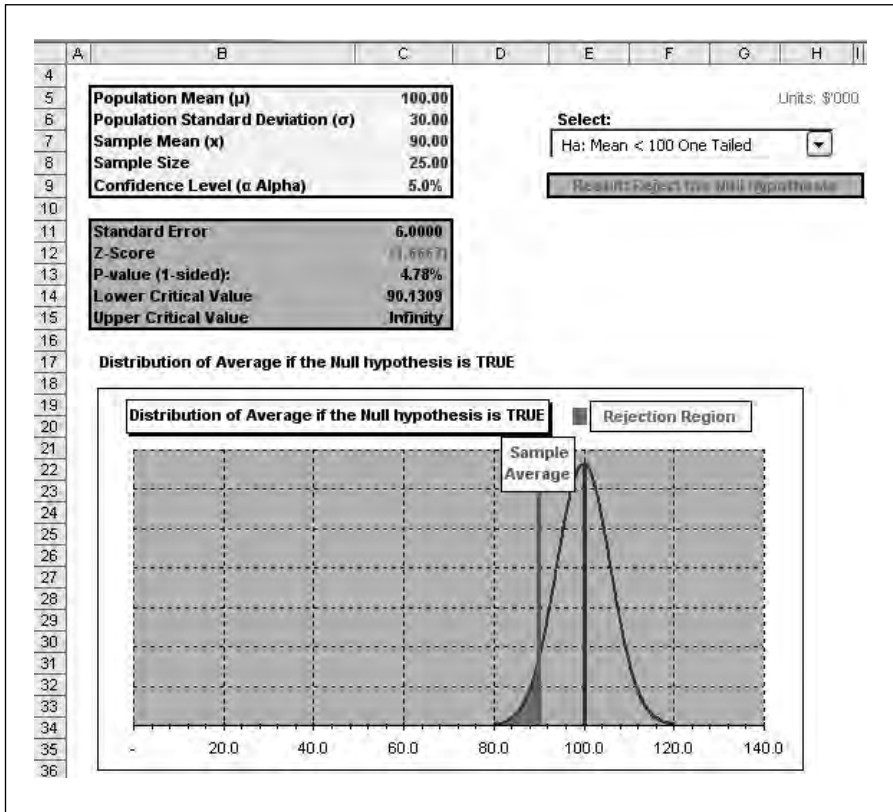 A B C D E F G H I
4
5 Population Mean (μ) 100.00 Units: $'000
6 Population Standard Deviation (σ) 30.00 Select:
7 Sample Mean (x) 90.00 Ha: Mean < 100 One Tailed
8 Sample Size 25.00
9 Confidence Level (α Alpha) 5.0% Result: Reject the Null Hypothesis
10
11 Standard Error 6.0000
12 Z-Score (1.6667)
13 P-value (1-sided): 4.78%
14 Lower Critical Value 90.1309
15 Upper Critical Value Infinity
16
17 Distribution of Average if the Null hypothesis is TRUE
18
19
20
Distribution of Average if the Null hypothesis is TRUE Rejection Region
21
22
Sample
Average
23
24
25
26
27
28
29
30
31
32
33
34
35
- 20.0 40.0 60.0 80.0 100.0 120.0 140.0
36